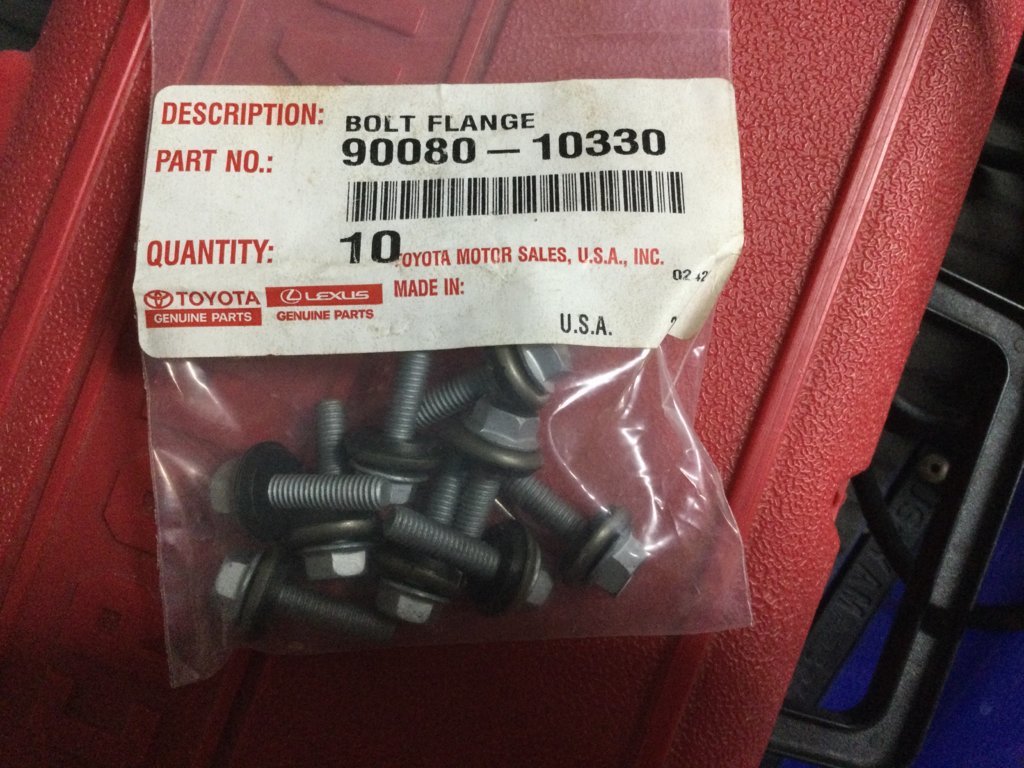 DESCRIPTION: BOLT FLANGE
PART NO.: 90080-10330
QUANTITY: 10
OYOTA MOTOR SALES, U.S.A., INC.
MADE IN:
U.S.A.
TOYOTA
GENUINE PARTS
LEXUS
GENUINE PARTS